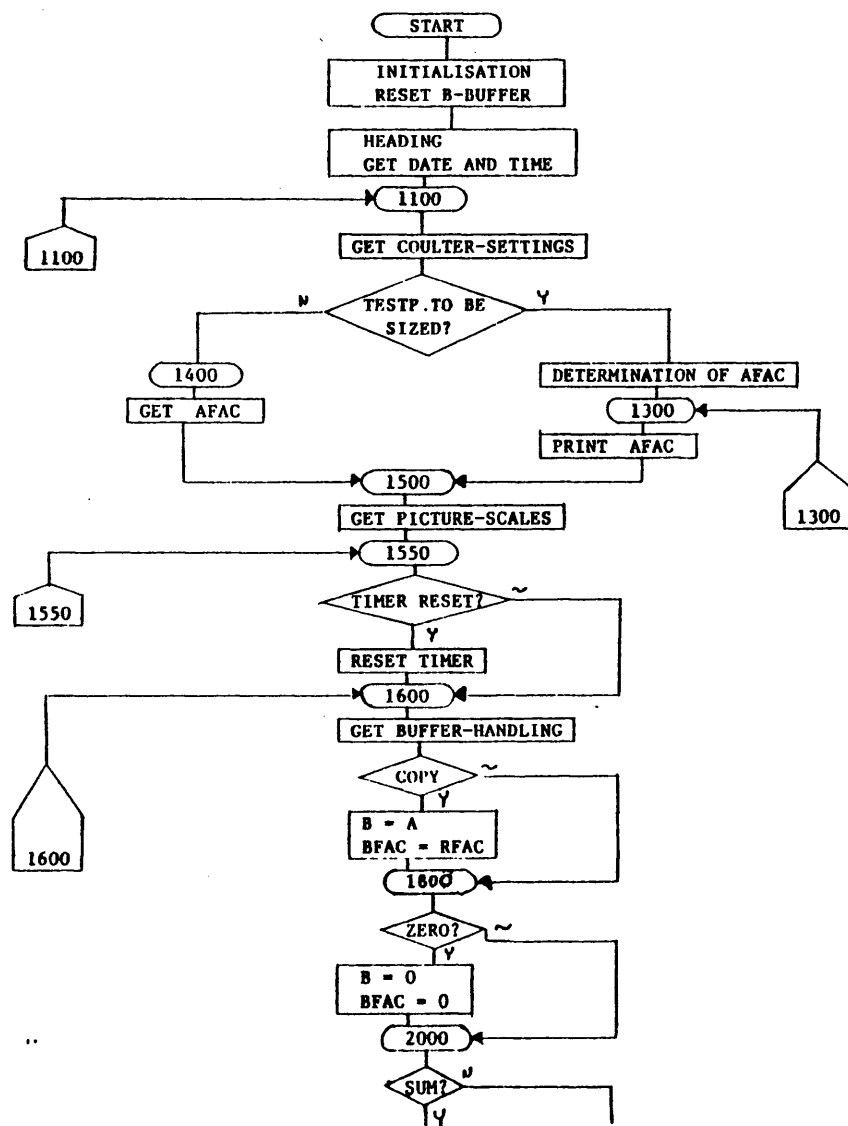 START
INITIALISATION
RESET B-BUFFER
HEADING
GET DATE AND TIME
1100
1100
GET COULTER-SETTINGS
N
TESTP.TO BE
SIZED?
Y
1400
GET AFAC
DETERMINATION OF AFAC
1300
PRINT AFAC
1300
1500
GET PICTURE-SCALES
1550
1550
TIMER RESET?
~
Y
RESET TIMER
1600
GET BUFFER-HANDLING
1600
COPY
~
Y
B = A
BFAC = RFAC
1800
ZERO?
~
Y
B = 0
BFAC = 0
2000
SUM?
N
Y